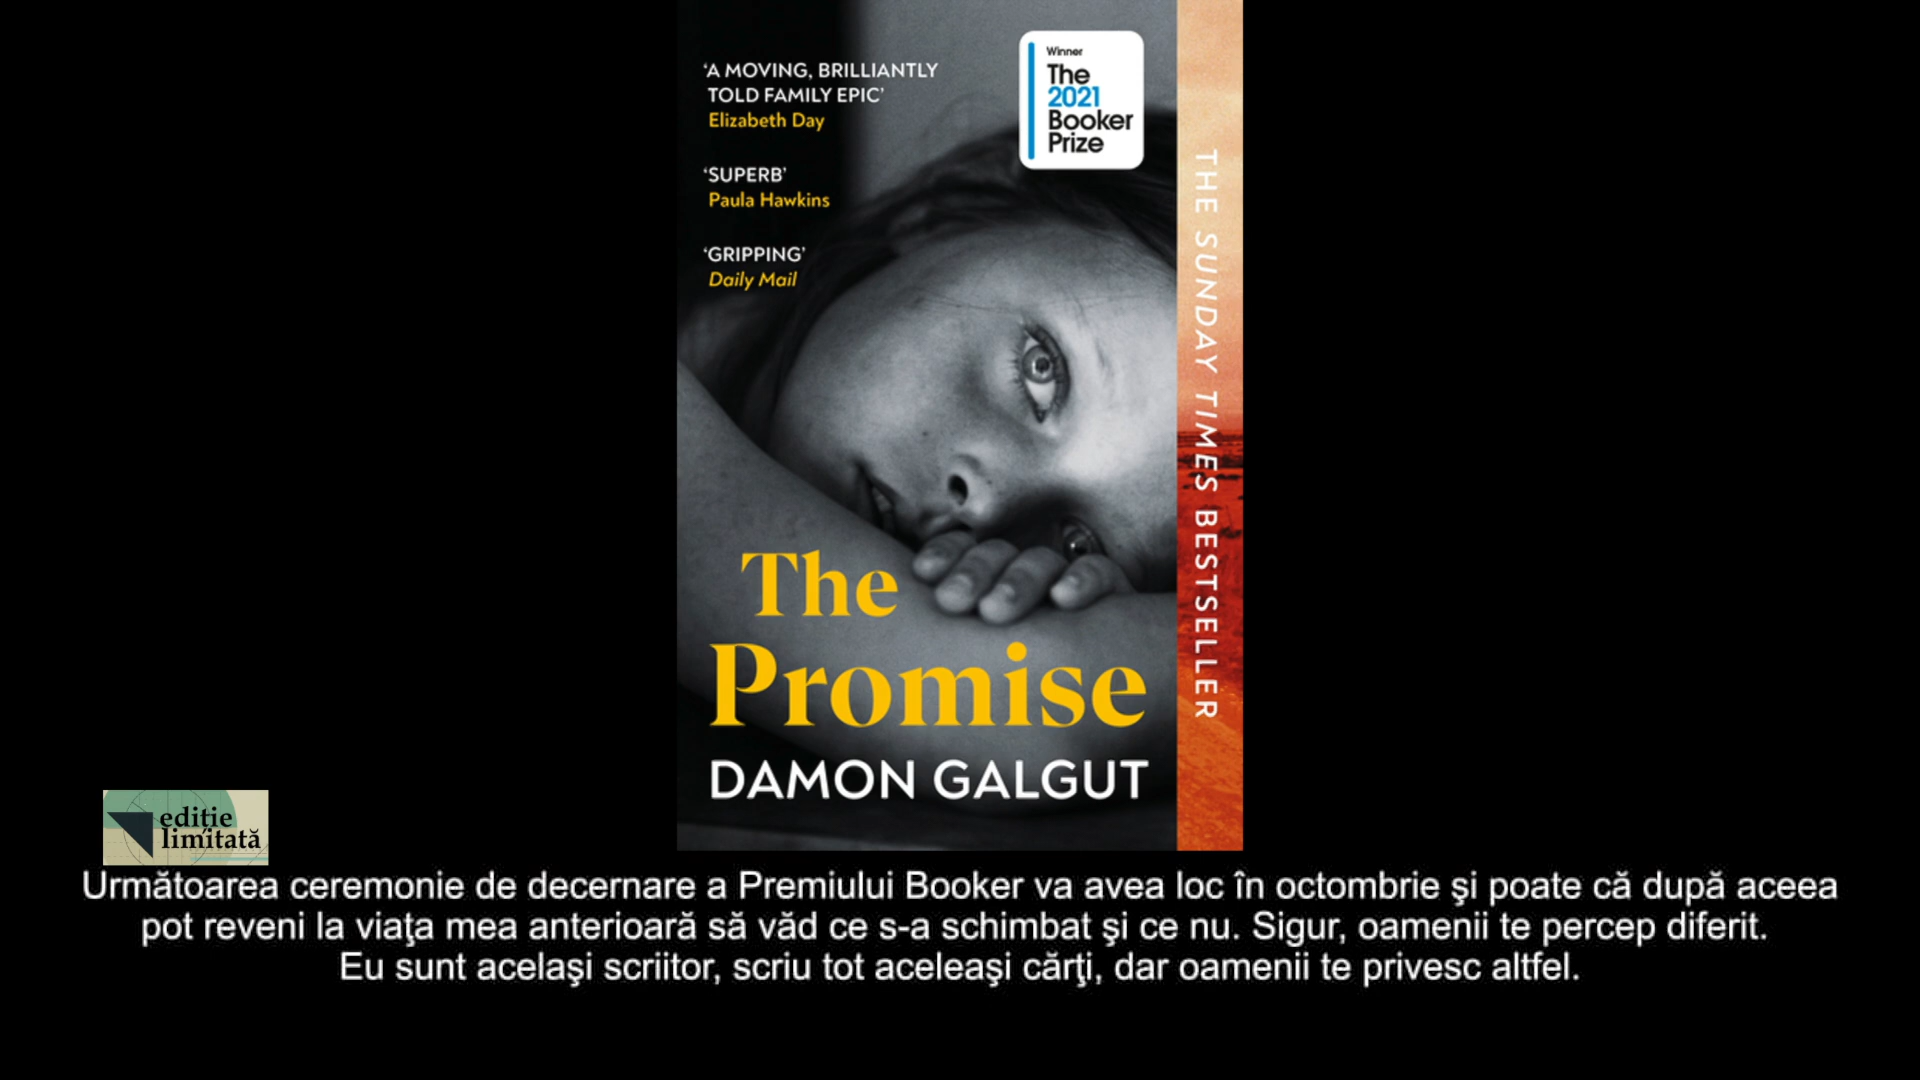 ‘A MOVING, BRILLIANTLY
TOLD FAMILY EPIC’
Elizabeth Day
‘SUPERB’
Paula Hawkins
‘GRIPPING’
Daily Mail
Winner
The
2021
Booker
Prize
THE SUNDAY TIMES BESTSELLER
The
Promise
DAMON GALGUT
ediție
limitată
Următoarea ceremonie de decernare a Premiului Booker va avea loc în octombrie şi poate că după aceea
pot reveni la viaţa mea anterioară să văd ce s-a schimbat şi ce nu. Sigur, oamenii te percep diferit.
Eu sunt acelaşi scriitor, scriu tot aceleaşi cărţi, dar oamenii te privesc altfel.